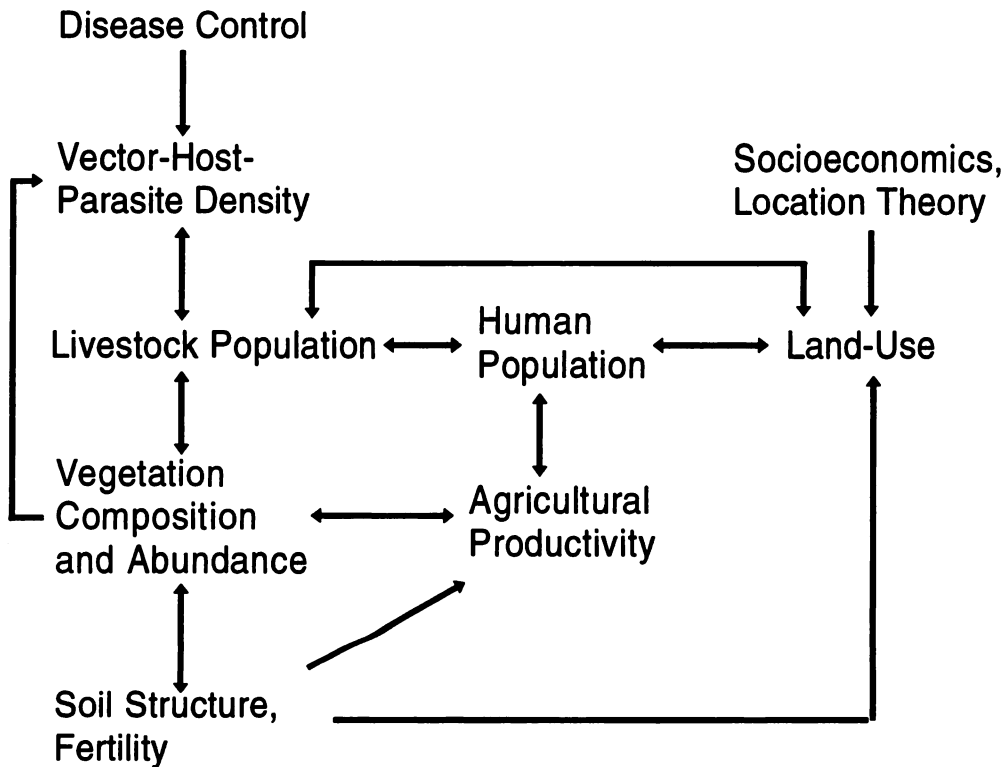 Disease Control
Vector-Host-
Parasite Density
Socioeconomics,
Location Theory
Livestock Population
Human
Population
Land-Use
Vegetation
Composition
and Abundance
Agricultural
Productivity
Soil Structure,
Fertility